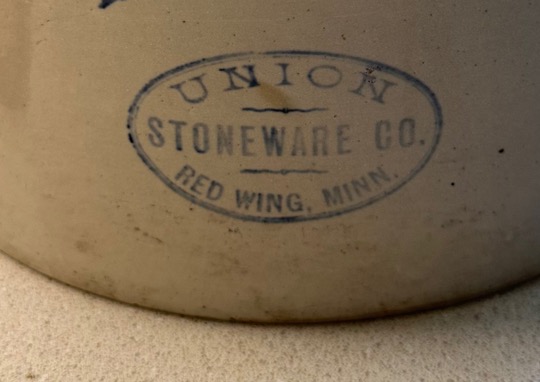 UNION
STONEWARE CO.
RED WING, MINN.